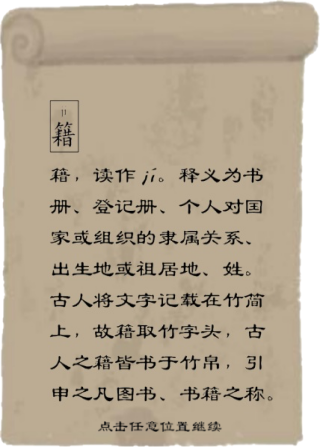 jí
籍
籍，读作jí。释义为书
册、登记册、个人对国
家或组织的隶属关系、
出生地或祖居地、姓。
古人将文字记载在竹简
上，故籍取竹字头，古
人之籍皆书于竹帛，引
申之凡图书、书籍之称。
点击任意位置继续